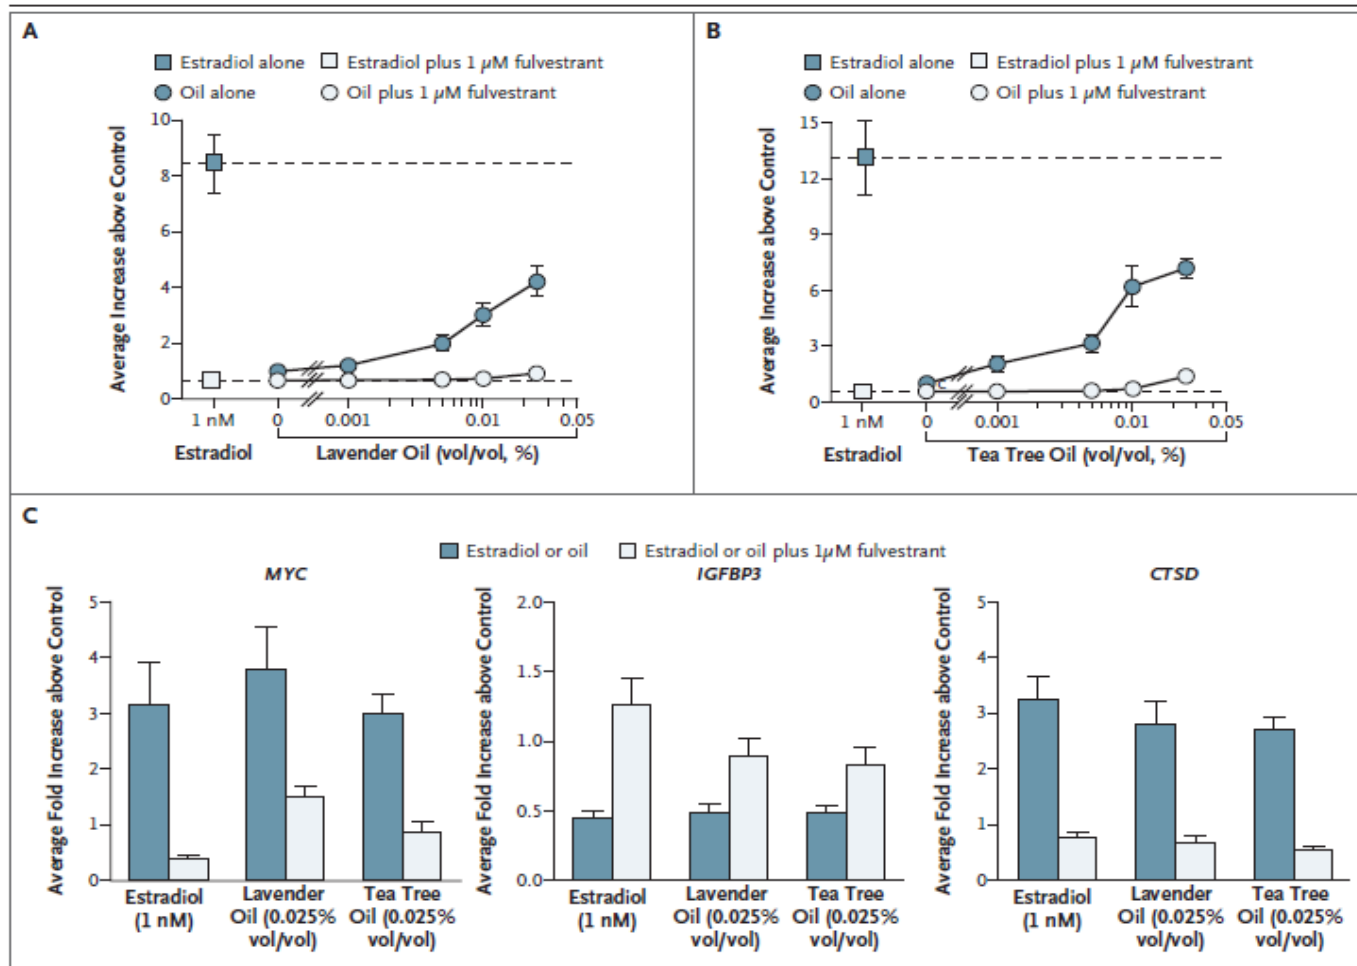 A
Estradiol alone
Estradiol plus 1 µM fulvestrant
Oil alone
Oil plus 1 µM fulvestrant
Average Increase above Control
10
8
6
4
2
0
1 nM
0
0.001
0.01
0.05
Estradiol
Lavender Oil (vol/vol, %)
B
Estradiol alone
Estradiol plus 1 µM fulvestrant
Oil alone
Oil plus 1 µM fulvestrant
Average Increase above Control
15
12
9
6
3
0
1 nM
0
0.001
0.01
0.05
Estradiol
Tea Tree Oil (vol/vol, %)
C
Estradiol or oil
Estradiol or oil plus 1µM fulvestrant
MYC
Average Fold Increase above Control
5
4
3
2
1
0
Estradiol
(1 nM)
Lavender
Oil (0.025%
vol/vol)
Tea Tree
Oil (0.025%
vol/vol)
IGFBP3
Average Fold Increase above Control
2.0
1.5
1.0
0.5
0.0
Estradiol
(1 nM)
Lavender
Oil (0.025%
vol/vol)
Tea Tree
Oil (0.025%
vol/vol)
CTSD
Average Fold Increase above Control
5
4
3
2
1
0
Estradiol
(1 nM)
Lavender
Oil (0.025%
vol/vol)
Tea Tree
Oil (0.025%
vol/vol)